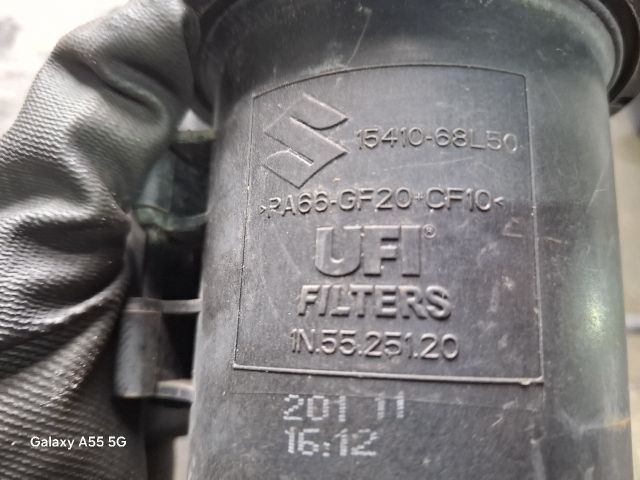 15410-68L50
>PA66-GF20+CF10<
UFI®
FILTERS
1N.55.251.20
201 11
16:12
Galaxy A55 5G